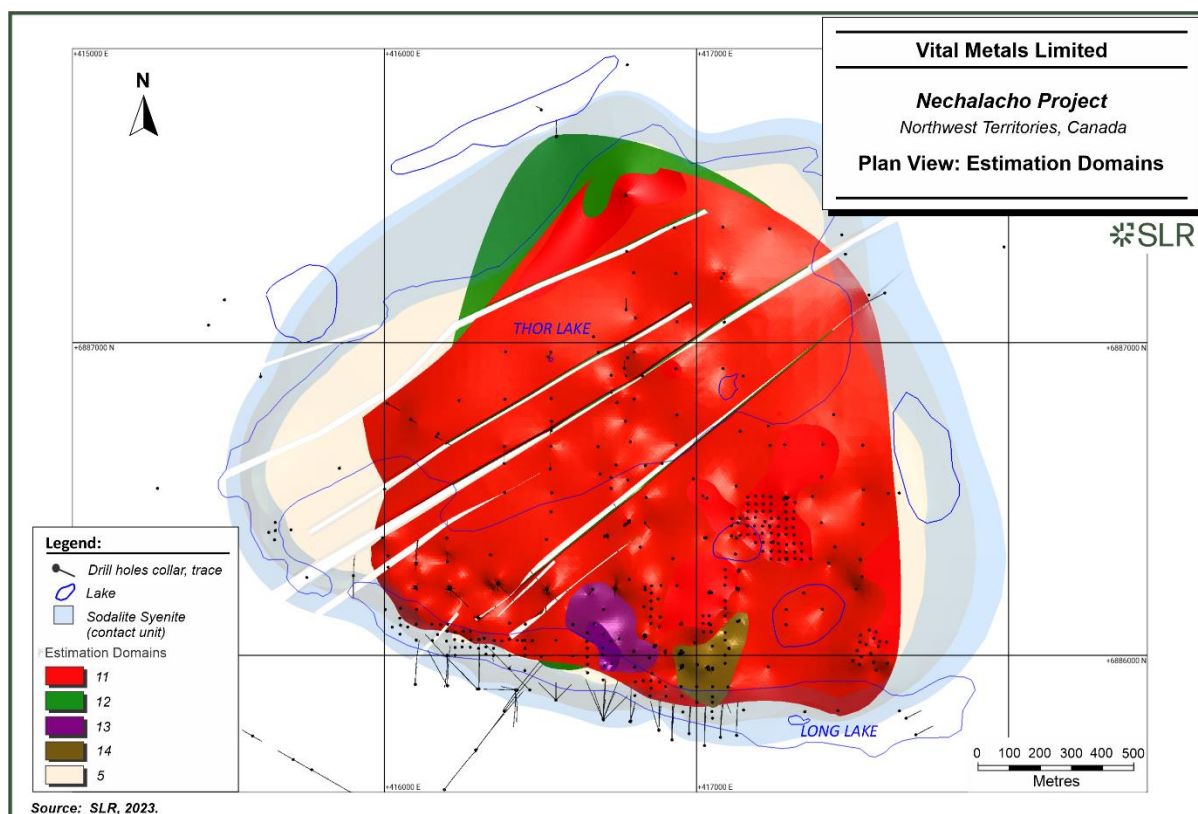 Vital Metals Limited
Nechalacho Project
Northwest Territories, Canada
Plan View: Estimation Domains
SLR
+415000 E
+416000 E
+417000 E
N
THOR LAKE
+6887000 N
+6887000 N
Legend:
Drill holes collar, trace
Lake
Sodalite Syenite
(contact unit)
Estimation Domains
11
12
13
14
5
+6886000 N
LONG LAKE
0 100 200 300 400 500
Metres
+416000 E
+417000 E
Source: SLR, 2023.